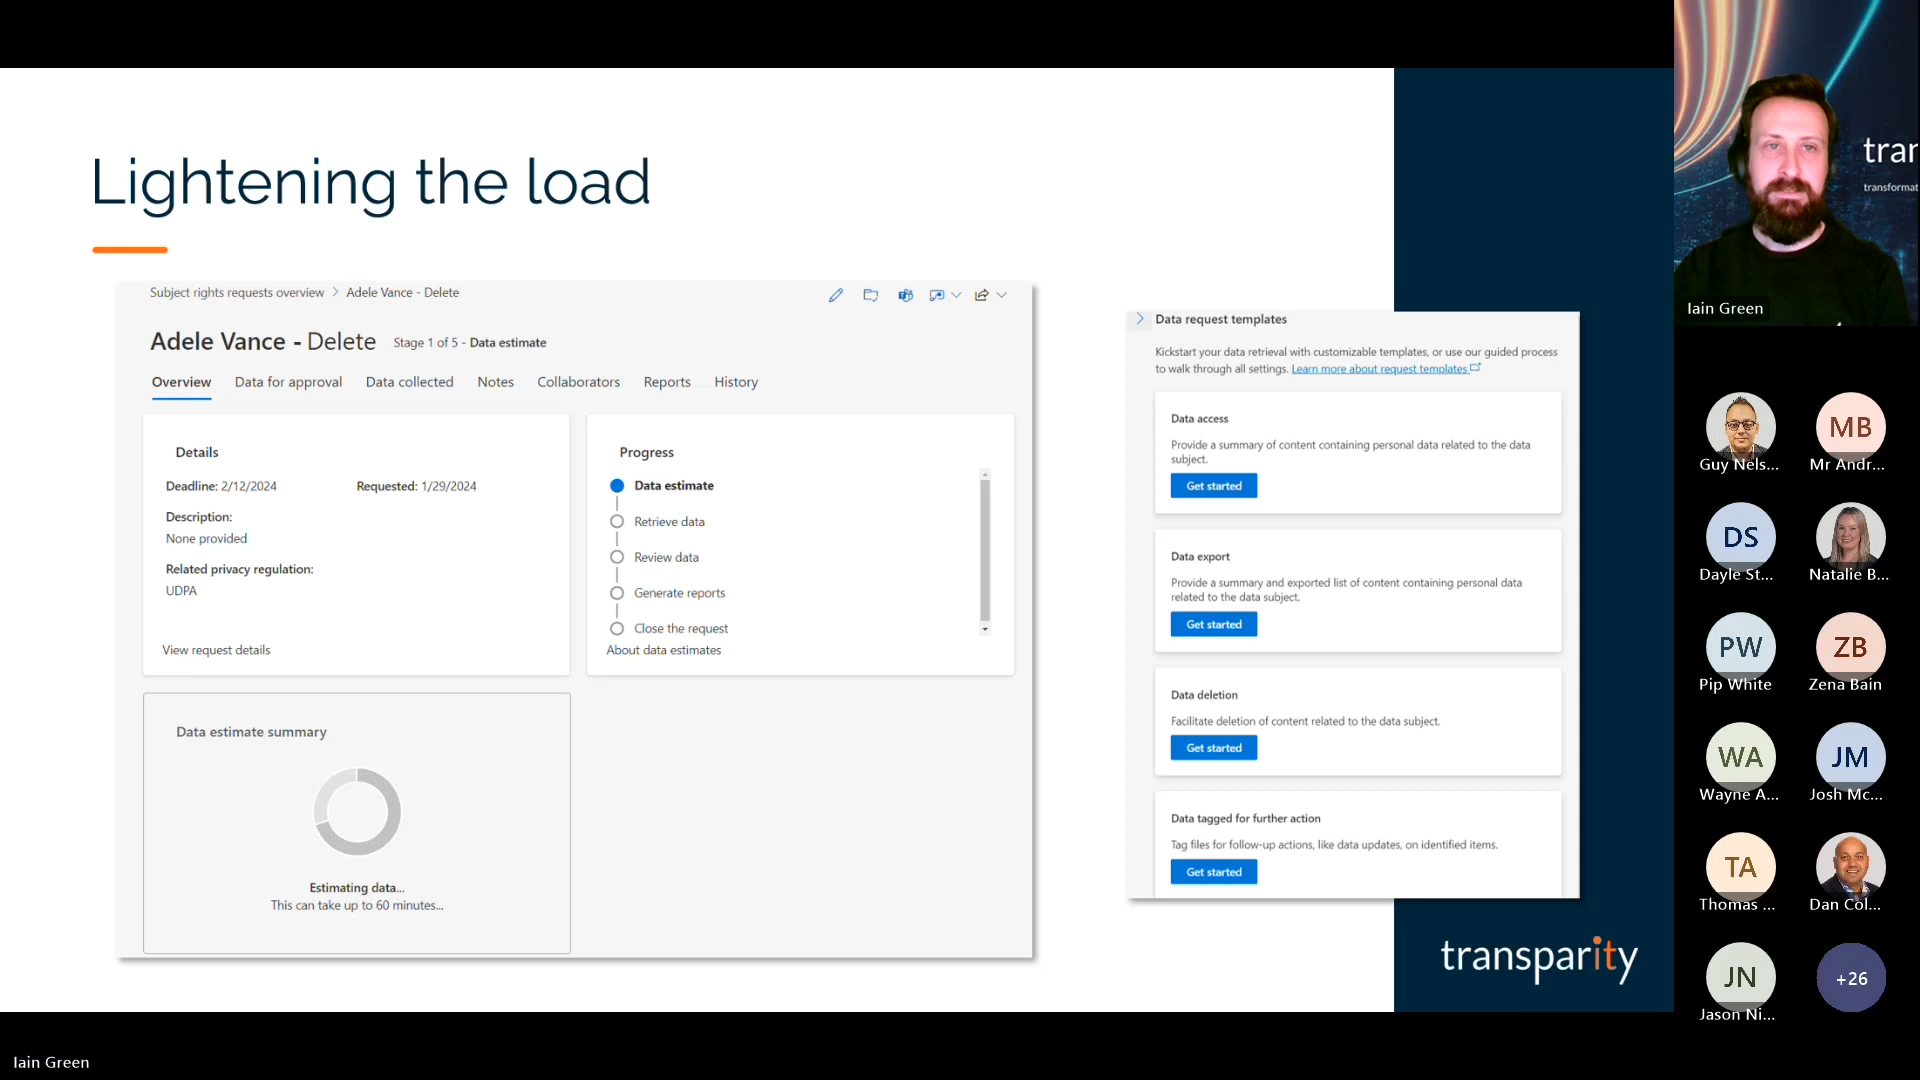 Lightening the load
Subject rights requests overview > Adele Vance - Delete
Adele Vance - Delete Stage 1 of 5 - Data estimate
Overview Data for approval Data collected Notes Collaborators Reports History
Details
Deadline: 2/12/2024 Requested: 1/29/2024
Description:
None provided
Related privacy regulation:
UDPA
View request details
Progress
Data estimate
Retrieve data
Review data
Generate reports
Close the request
About data estimates
Data estimate summary
Estimating data...
This can take up to 60 minutes...
Data request templates
Kickstart your data retrieval with customizable templates, or use our guided process
to walk through all settings. Learn more about request templates
Data access
Provide a summary of content containing personal data related to the data
subject.
Get started
Data export
Provide a summary and exported list of content containing personal data
related to the data subject.
Get started
Data deletion
Facilitate deletion of content related to the data subject.
Get started
Data tagged for further action
Tag files for follow-up actions, like data updates, on identified items.
Get started
transparity
tran
transformat
Iain Green
Guy Nels...
MB
Mr Andr...
DS
Dayle St...
Natalie B...
PW
Pip White
ZB
Zena Bain
WA
Wayne A...
JM
Josh Mc...
TA
Thomas ...
Dan Col...
JN
Jason Ni...
+26
Iain Green